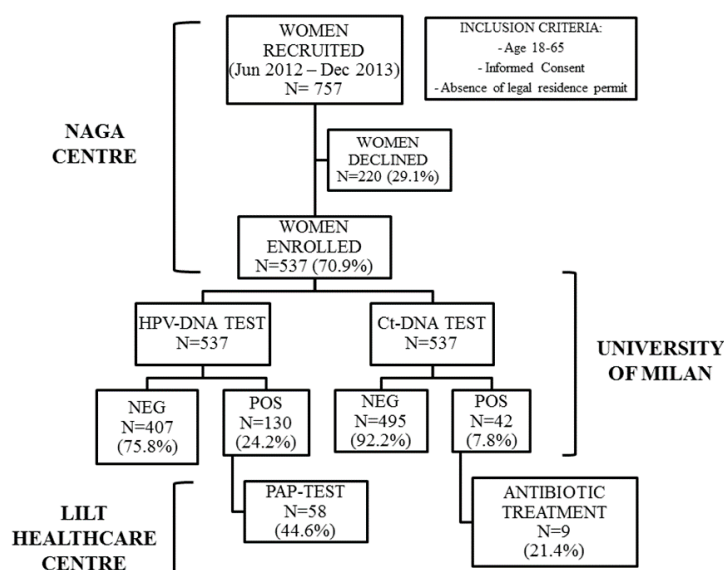 WOMEN
RECRUITED
(Jun 2012 – Dec 2013)
N= 757
INCLUSION CRITERIA:
- Age 18-65
- Informed Consent
- Absence of legal residence permit
NAGA
CENTRE
WOMEN
DECLINED
N=220 (29.1%)
WOMEN
ENROLLED
N=537 (70.9%)
HPV-DNA TEST
N=537
Ct-DNA TEST
N=537
UNIVERSITY
OF MILAN
NEG
N=407
(75.8%)
POS
N=130
(24.2%)
NEG
N=495
(92.2%)
POS
N=42
(7.8%)
LILT
HEALTHCARE
CENTRE
PAP-TEST
N=58
(44.6%)
ANTIBIOTIC
TREATMENT
N=9
(21.4%)